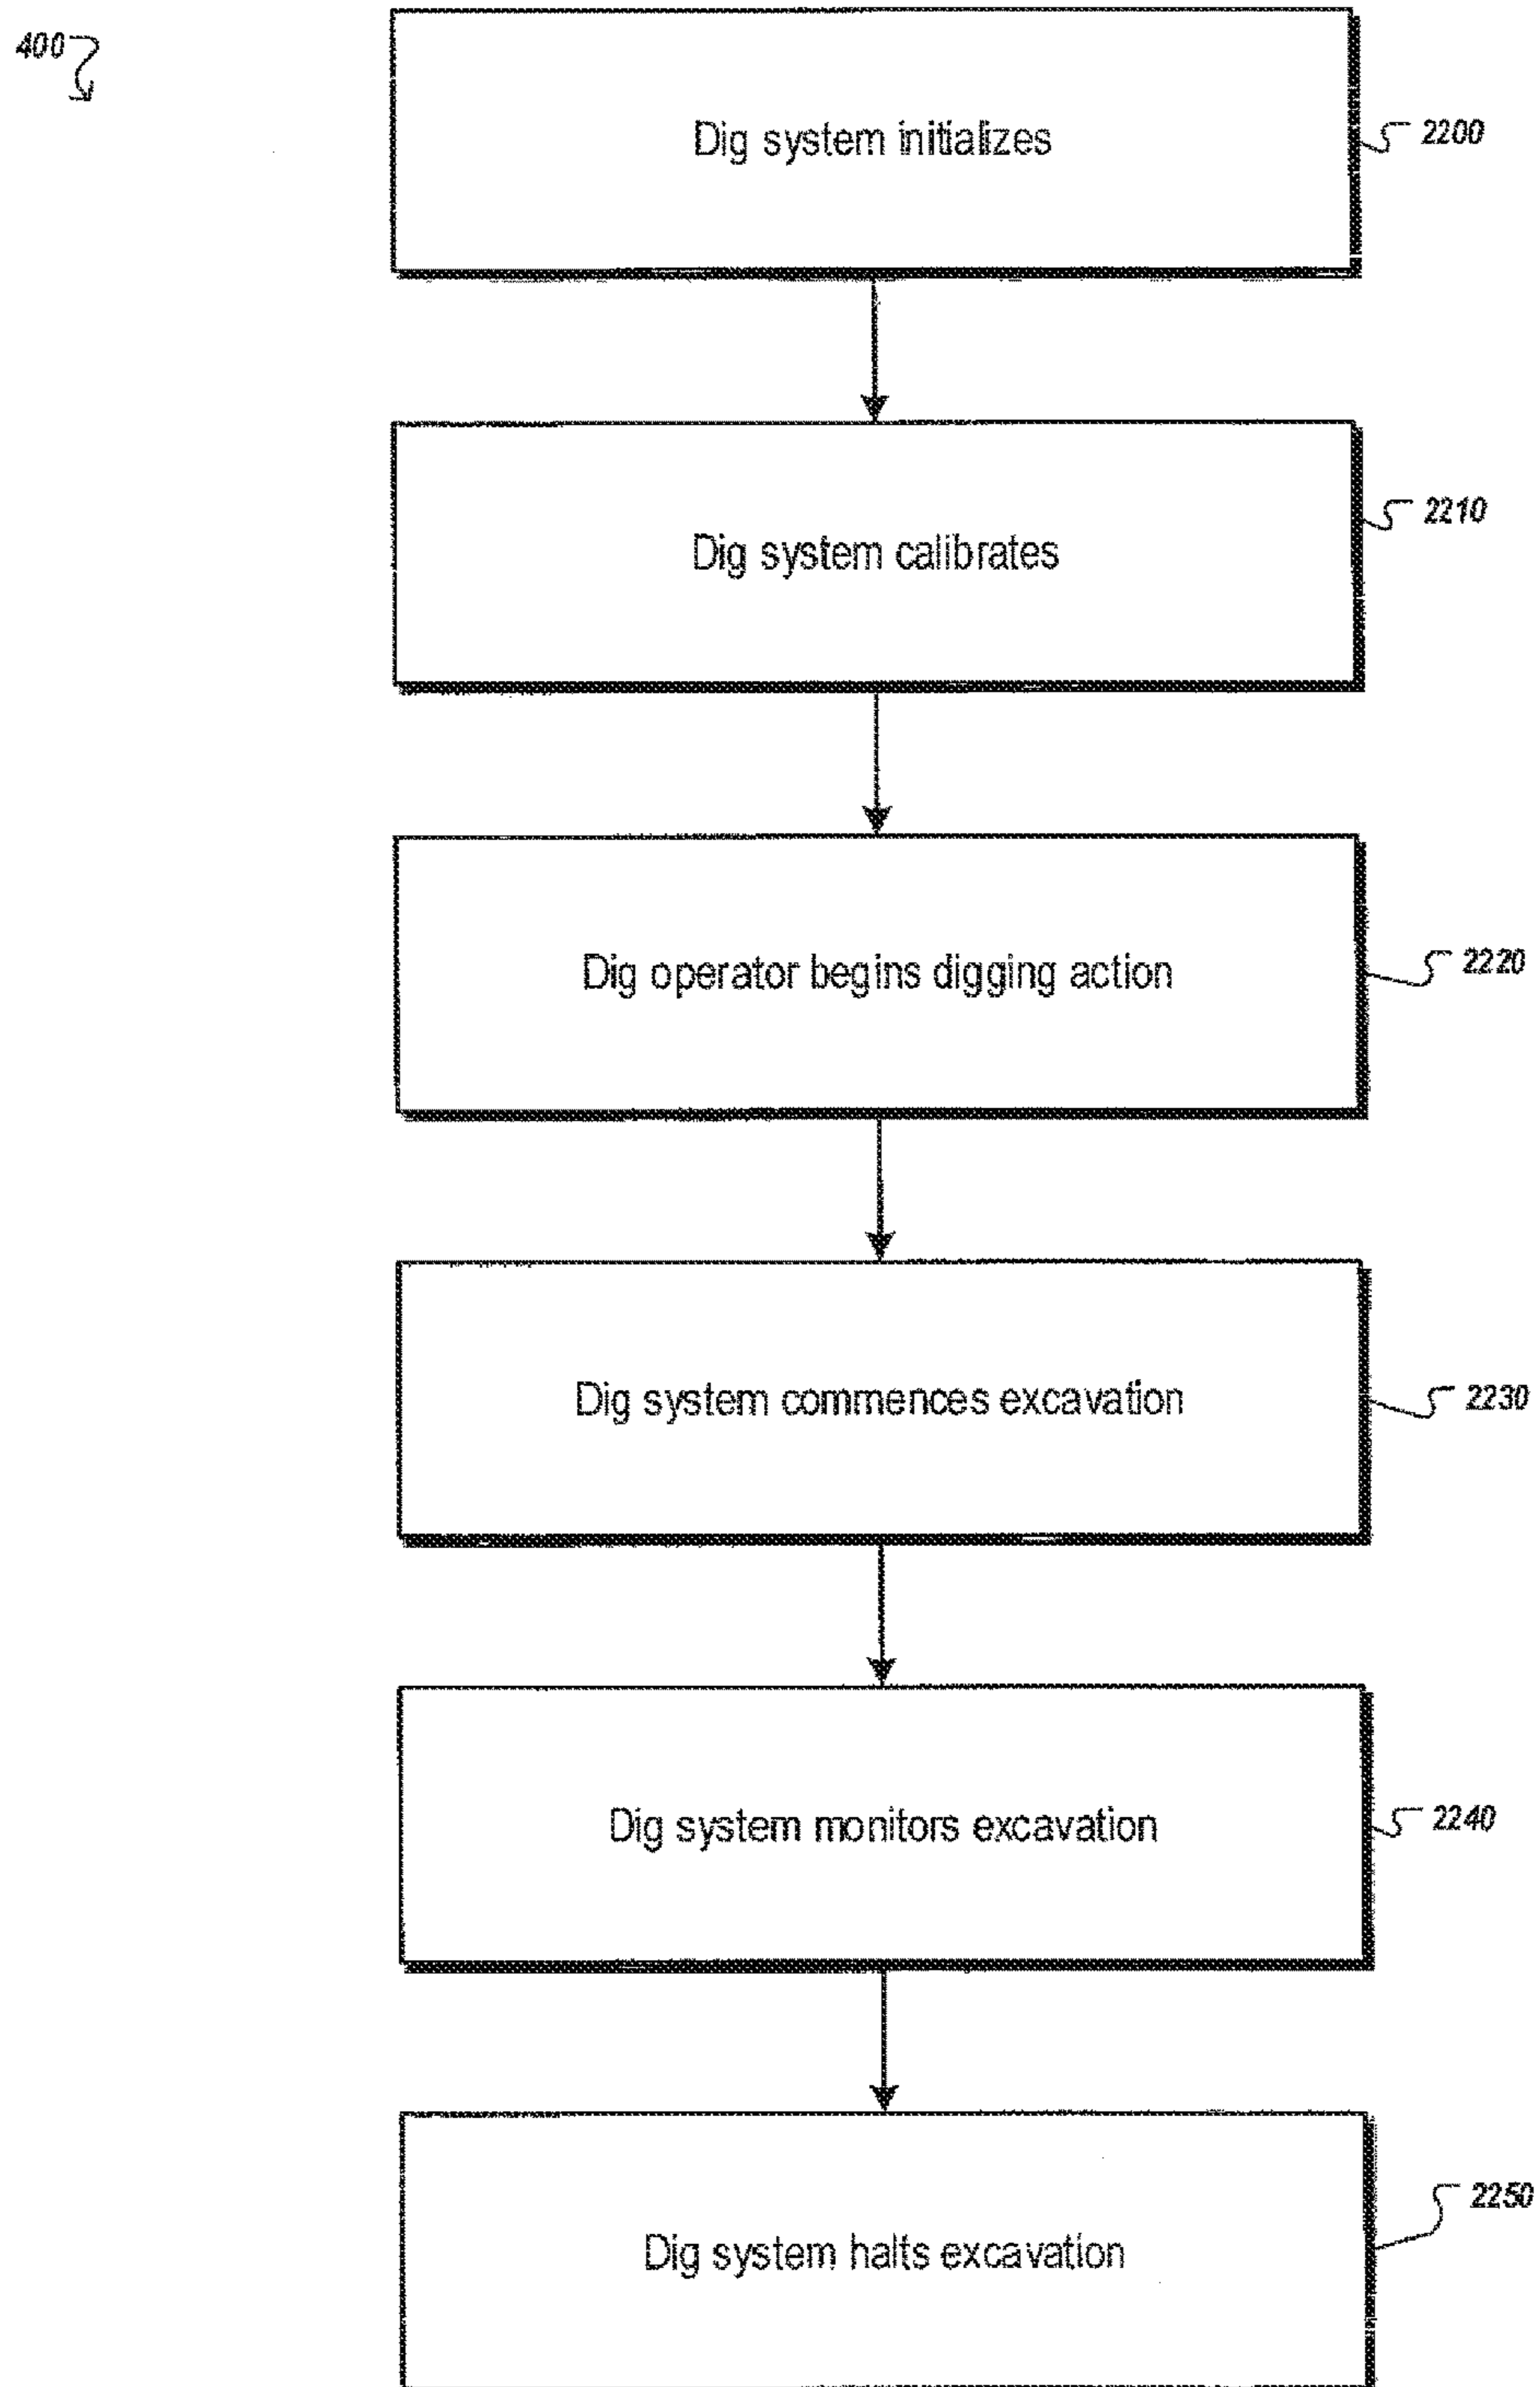 400
Dig system initializes
2200
Dig system calibrates
2210
Dig operator begins digging action
2220
Dig system commences excavation
2230
Dig system monitors excavation
2240
Dig system halts excavation
2250